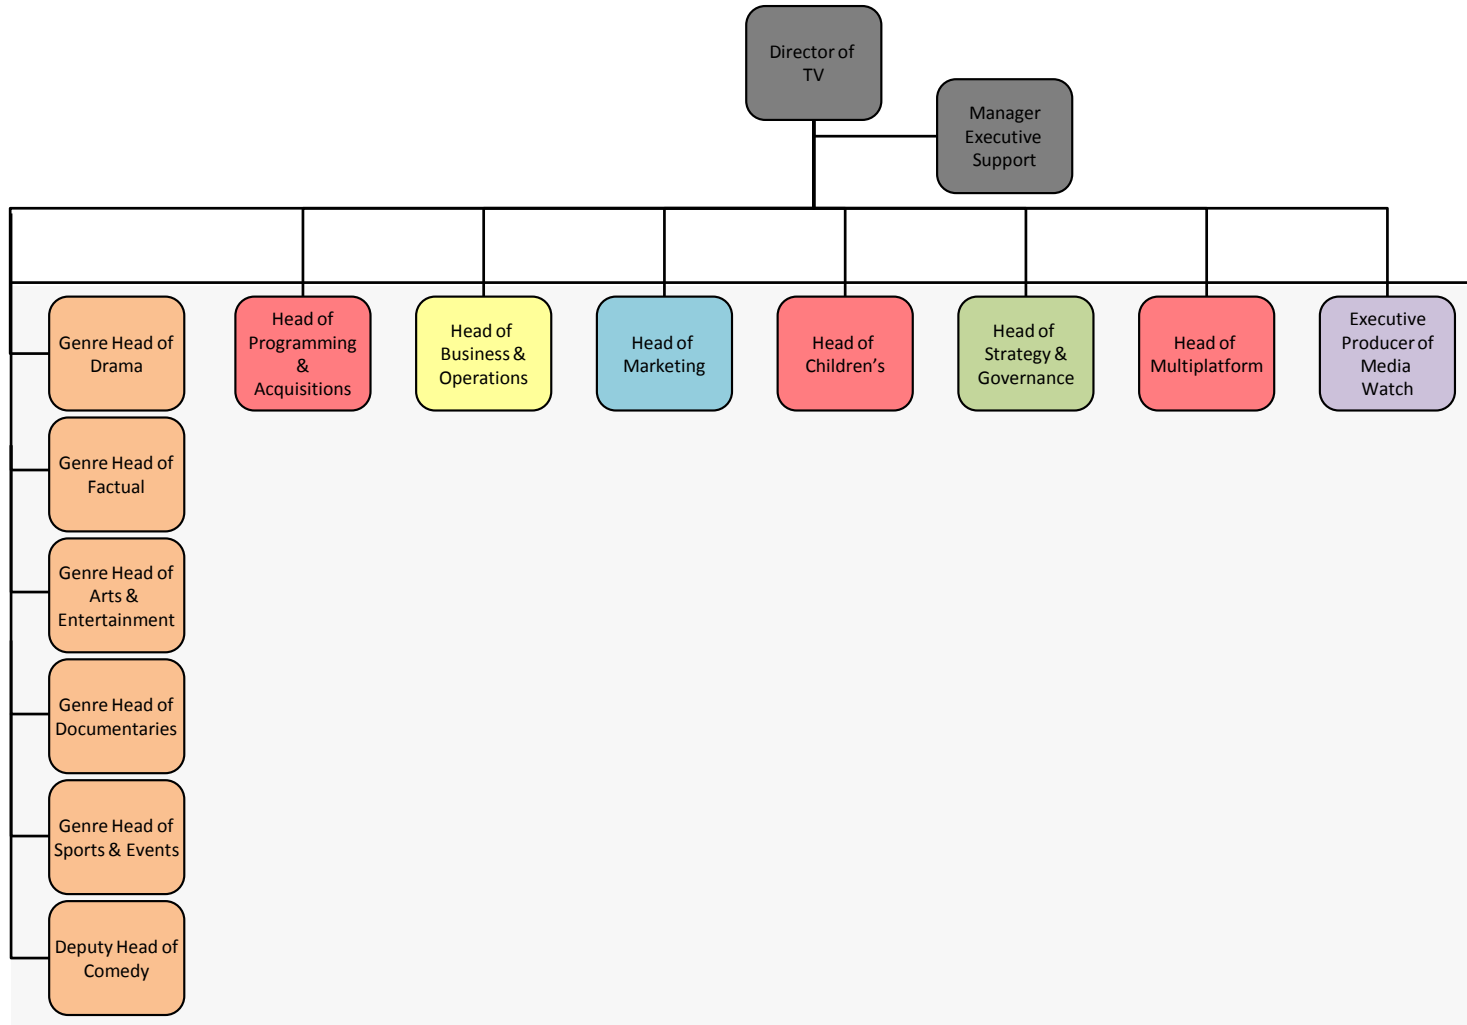 Director of
TV
Manager
Executive
Support
Genre Head of
Drama
Head of
Programming
&
Acquisitions
Head of
Business &
Operations
Head of
Marketing
Head of
Children’s
Head of
Strategy &
Governance
Head of
Multiplatform
Executive
Producer of
Media
Watch
Genre Head of
Factual
Genre Head of
Arts &
Entertainment
Genre Head of
Documentaries
Genre Head of
Sports & Events
Deputy Head of
Comedy